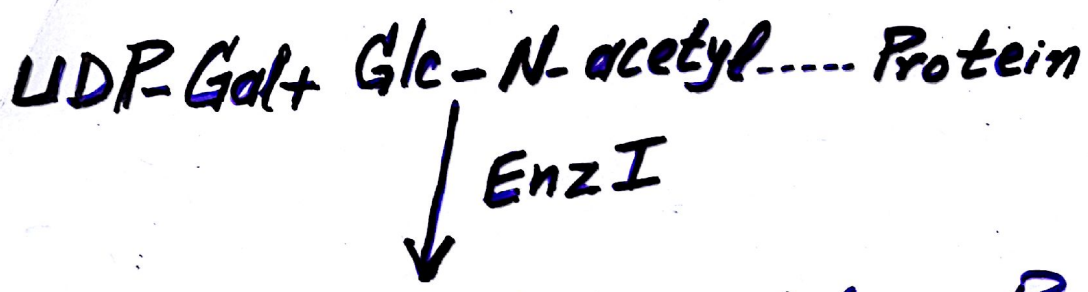 UDP-Gal+ Glc-N-acetyl..... Protein
Enz I